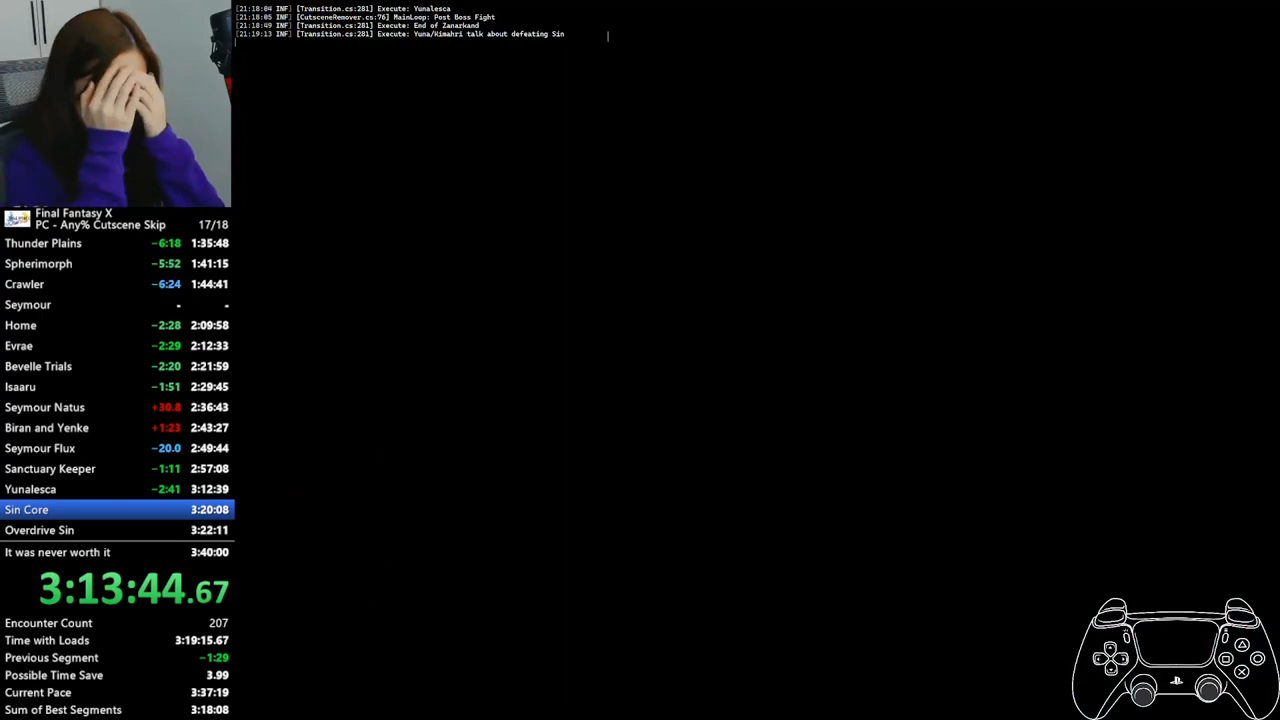 [21:18:04 INF] [Transition.cs:281] Execute: Yunalesca
[21:18:05 INF] [CutsceneRemover.cs:76] MainLoop: Post Boss Fight
[21:18:49 INF] [Transition.cs:281] Execute: End of Zanarkand
[21:19:13 INF] [Transition.cs:281] Execute: Yuna/Kimahri talk about defeating Sin
Final Fantasy X
PC - Any% Cutscene Skip 17/18
Thunder Plains −6:18 1:35:48
Spherimorph −5:52 1:41:15
Crawler −6:24 1:44:41
Seymour - -
Home −2:28 2:09:58
Evrae −2:29 2:12:33
Bevelle Trials −2:20 2:21:59
Isaaru −1:51 2:29:45
Seymour Natus +30.8 2:36:43
Biran and Yenke +1:23 2:43:27
Seymour Flux −20.0 2:49:44
Sanctuary Keeper −1:11 2:57:08
Yunalesca −2:41 3:12:39
Sin Core 3:20:08
Overdrive Sin 3:22:11
It was never worth it 3:40:00
3:13:44.67
Encounter Count 207
Time with Loads 3:19:15.67
Previous Segment −1:29
Possible Time Save 3.99
Current Pace 3:37:19
Sum of Best Segments 3:18:08